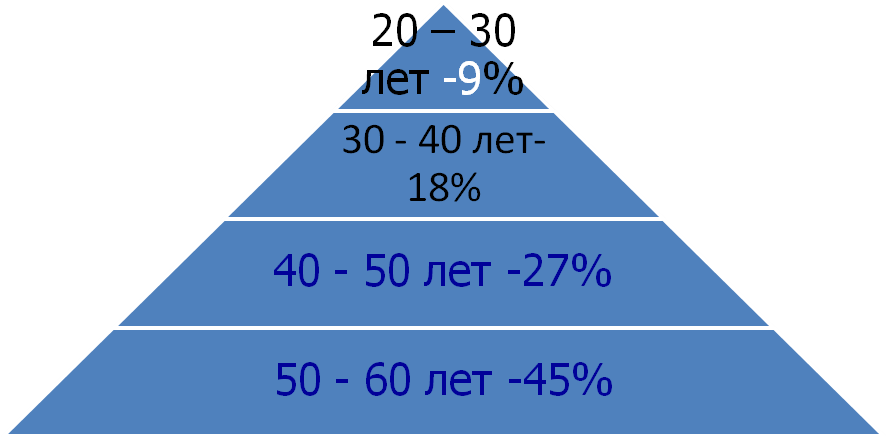 20 – 30
лет -9%
30 - 40 лет-
18%
40 - 50 лет -27%
50 - 60 лет -45%